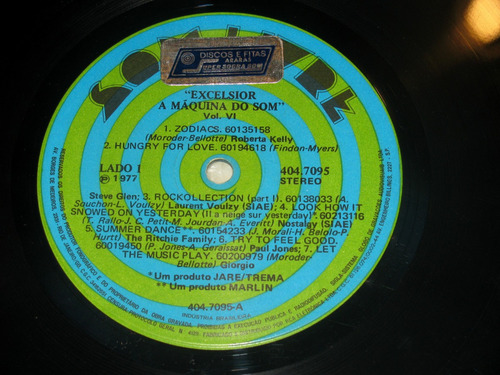 SOM LIVRE
DISCOS E FITAS
ARARAS
"EXCELSIOR
A MÁQUINA DO SOM"
Vol. VI
1. ZODIACS. 60135158
(Moroder-Bellotte) Roberta Kelly
2. HUNGRY FOR LOVE. 60194618 (Findon-Myers)
LADO 1
404.7095
Ⓟ 1977
STEREO
Steve Glen; 3. ROCKOLLECTION (part I). 60138033 (A.
Souchon-L. Voulzy) Laurent Voulzy (SIAE); 4. LOOK HOW IT
SNOWED ON YESTERDAY (Il a neigé sur yesterday)* 60213116
(T. Rallo-J. C. Petit-M. Jourdan-A. Everitt) Nostalgy (SIAE)
5. SUMMER DANCE** 60154233 (J. Morali-H. Belolo-P.
Hurtt) The Ritchie Family; 6. TRY TO FEEL GOOD.
60019450 (P. Jones-A. Geraissat) Paul Jones; 7. LET
THE MUSIC PLAY. 60200979 (Moroder-
Bellotte) Giorgio
*Um produto JARE/TREMA
**Um produto MARLIN
404.7095-A
INDÚSTRIA BRASILEIRA